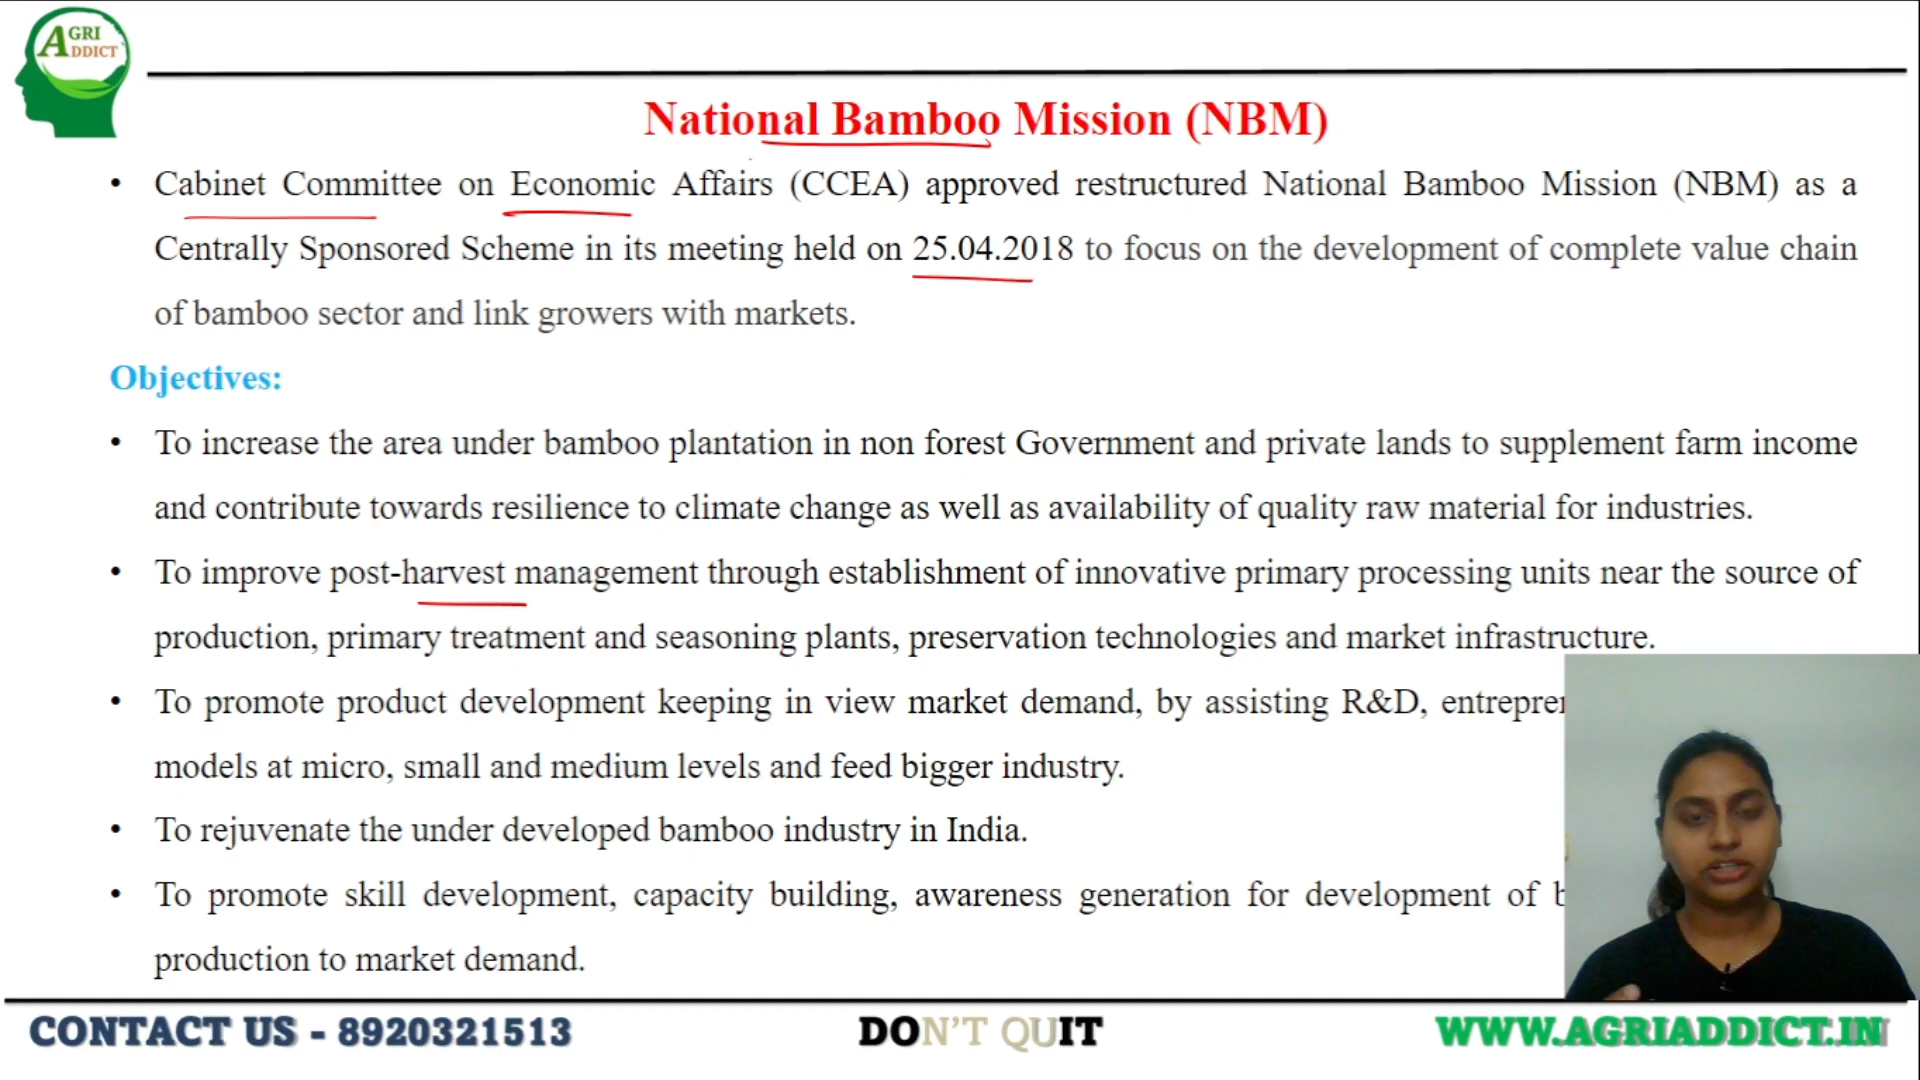 AGRI
ADDICT
National Bamboo Mission (NBM)
• Cabinet Committee on Economic Affairs (CCEA) approved restructured National Bamboo Mission (NBM) as a
Centrally Sponsored Scheme in its meeting held on 25.04.2018 to focus on the development of complete value chain
of bamboo sector and link growers with markets.
Objectives:
• To increase the area under bamboo plantation in non forest Government and private lands to supplement farm income
and contribute towards resilience to climate change as well as availability of quality raw material for industries.
• To improve post-harvest management through establishment of innovative primary processing units near the source of
production, primary treatment and seasoning plants, preservation technologies and market infrastructure.
• To promote product development keeping in view market demand, by assisting R&D,
models at micro, small and medium levels and feed bigger industry.
• To rejuvenate the under developed bamboo industry in India.
• To promote skill development, capacity building, awareness generation for development of
production to market demand.
CONTACT US - 8920321513
DON'T QUIT
WWW.AGRIADDICT.IN